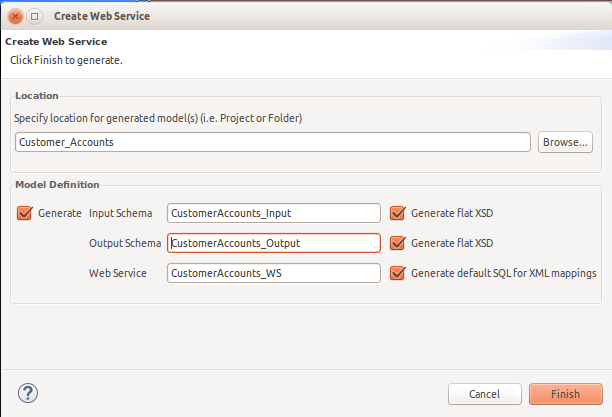 Create Web Service
Create Web Service
Click Finish to generate.
Location
Specify location for generated model(s) (i.e. Project or Folder)
Customer_Accounts Browse...
Model Definition
Generate Input Schema CustomerAccounts_Input Generate flat XSD
Output Schema CustomerAccounts_Output Generate flat XSD
Web Service CustomerAccounts_WS Generate default SQL for XML mappings
? Cancel Finish